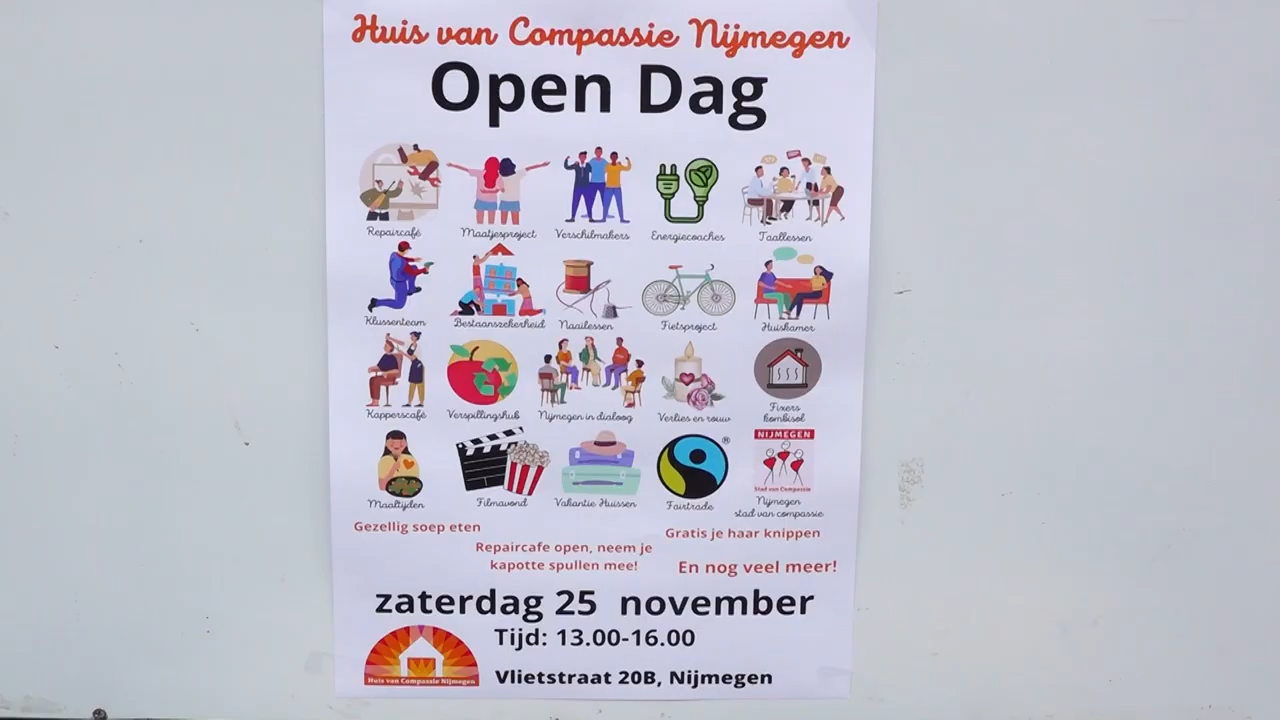 Huis van Compassie Nijmegen
Open Dag
Repaircafé
Maatjesproject
Verschilmakers
Energiecoaches
Taallessen
Klussenteam
Bestaanszekerheid
Naailessen
Fietsproject
Huiskamer
Kapperscafé
Verspillingshub
Nijmegen in dialoog
Verlies en rouw
Fixers
kombisol
NIJMEGEN
Stad van Compassie
Maaltijden
Filmavond
Vakantie Huissen
Fairtrade
®
Nijmegen
stad van compassie
Gezellig soep eten
Gratis je haar knippen
Repaircafe open, neem je
kapotte spullen mee!
En nog veel meer!
zaterdag 25 november
Tijd: 13.00-16.00
Huis van Compassie Nijmegen
Vlietstraat 20B, Nijmegen